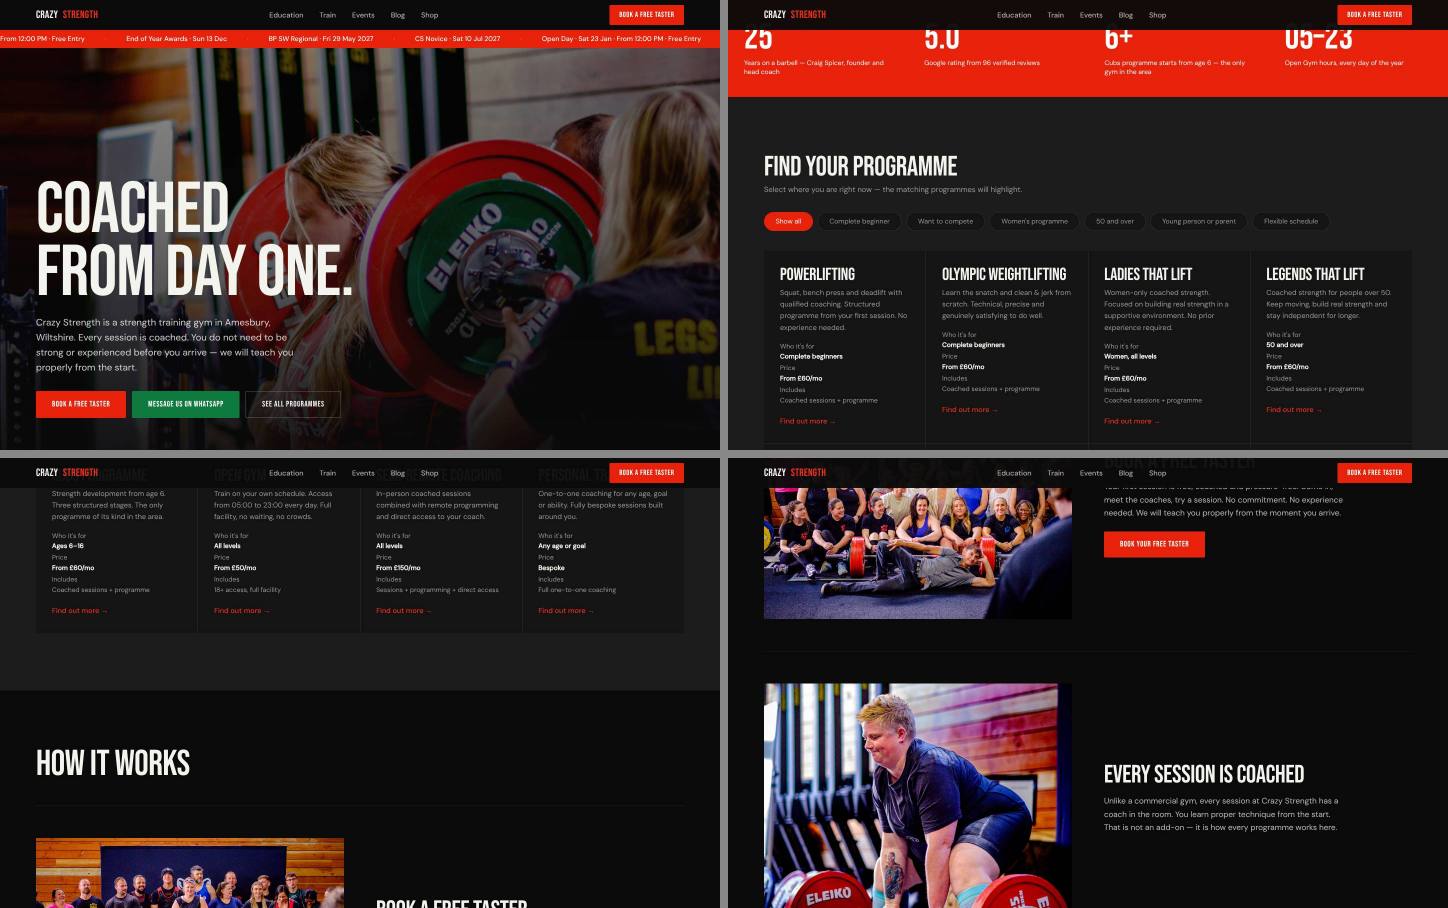 CRAZY STRENGTH
Education Train Events Blog Shop
BOOK A FREE TASTER
From 12:00 PM · Free Entry · End of Year Awards · Sun 13 Dec · BP SW Regional · Fri 29 May 2027 · CS Novice · Sat 10 Jul 2027 · Open Day · Sat 23 Jan · From 12:00 PM · Free Entry
COACHED
FROM DAY ONE.
Crazy Strength is a strength training gym in Amesbury,
Wiltshire. Every session is coached. You do not need to be
strong or experienced before you arrive — we will teach you
properly from the start.
BOOK A FREE TASTER
MESSAGE US ON WHATSAPP
SEE ALL PROGRAMMES
ELEIKO
ELEIKO
SWEDEN
LEGS
CRAZY STRENGTH
Education Train Events Blog Shop
BOOK A FREE TASTER
25
Years on a barbell — Craig Spicer, founder and
head coach
5.0
Google rating from 96 verified reviews
6+
Cubs programme starts from age 6 — the only
gym in the area
05–23
Open Gym hours, every day of the year
FIND YOUR PROGRAMME
Select where you are right now — the matching programmes will highlight.
Show all
Complete beginner
Want to compete
Women's programme
50 and over
Young person or parent
Flexible schedule
POWERLIFTING
Squat, bench press and deadlift with
qualified coaching. Structured
programme from your first session. No
experience needed.
Who it's for
Complete beginners
Price
From £60/mo
Includes
Coached sessions + programme
Find out more →
OLYMPIC WEIGHTLIFTING
Learn the snatch and clean & jerk from
scratch. Technical, precise and
genuinely satisfying to do well.
Who it's for
Complete beginners
Price
From £60/mo
Includes
Coached sessions + programme
Find out more →
LADIES THAT LIFT
Women-only coached strength.
Focused on building real strength in a
supportive environment. No prior
experience required.
Who it's for
Women, all levels
Price
From £60/mo
Includes
Coached sessions + programme
Find out more →
LEGENDS THAT LIFT
Coached strength for people over 50.
Keep moving, build real strength and
stay independent for longer.
Who it's for
50 and over
Price
From £60/mo
Includes
Coached sessions + programme
Find out more →
CRAZY STRENGTH
Education Train Events Blog Shop
BOOK A FREE TASTER
Strength development from age 6.
Three structured stages. The only
programme of its kind in the area.
Who it's for
Ages 6–16
Price
From £60/mo
Includes
Coached sessions + programme
Find out more →
Train on your own schedule. Access
from 05:00 to 23:00 every day. Full
facility, no waiting, no crowds.
Who it's for
All levels
Price
From £50/mo
Includes
18+ access, full facility
Find out more →
In-person coached sessions
combined with remote programming
and direct access to your coach.
Who it's for
All levels
Price
From £150/mo
Includes
Sessions + programming + direct access
Find out more →
One-to-one coaching for any age, goal
or ability. Fully bespoke sessions built
around you.
Who it's for
Any age or goal
Price
Bespoke
Includes
Full one-to-one coaching
Find out more →
HOW IT WORKS
BOOK A FREE TASTER
CRAZY STRENGTH
Education Train Events Blog Shop
BOOK A FREE TASTER
BOOK A FREE TASTER
meet the coaches, try a session. No commitment. No experience
needed. We will teach you properly from the moment you arrive.
BOOK YOUR FREE TASTER
EVERY SESSION IS COACHED
Unlike a commercial gym, every session at Crazy Strength has a
coach in the room. You learn proper technique from the start.
That is not an add-on — it is how every programme works here.
ELEIKO